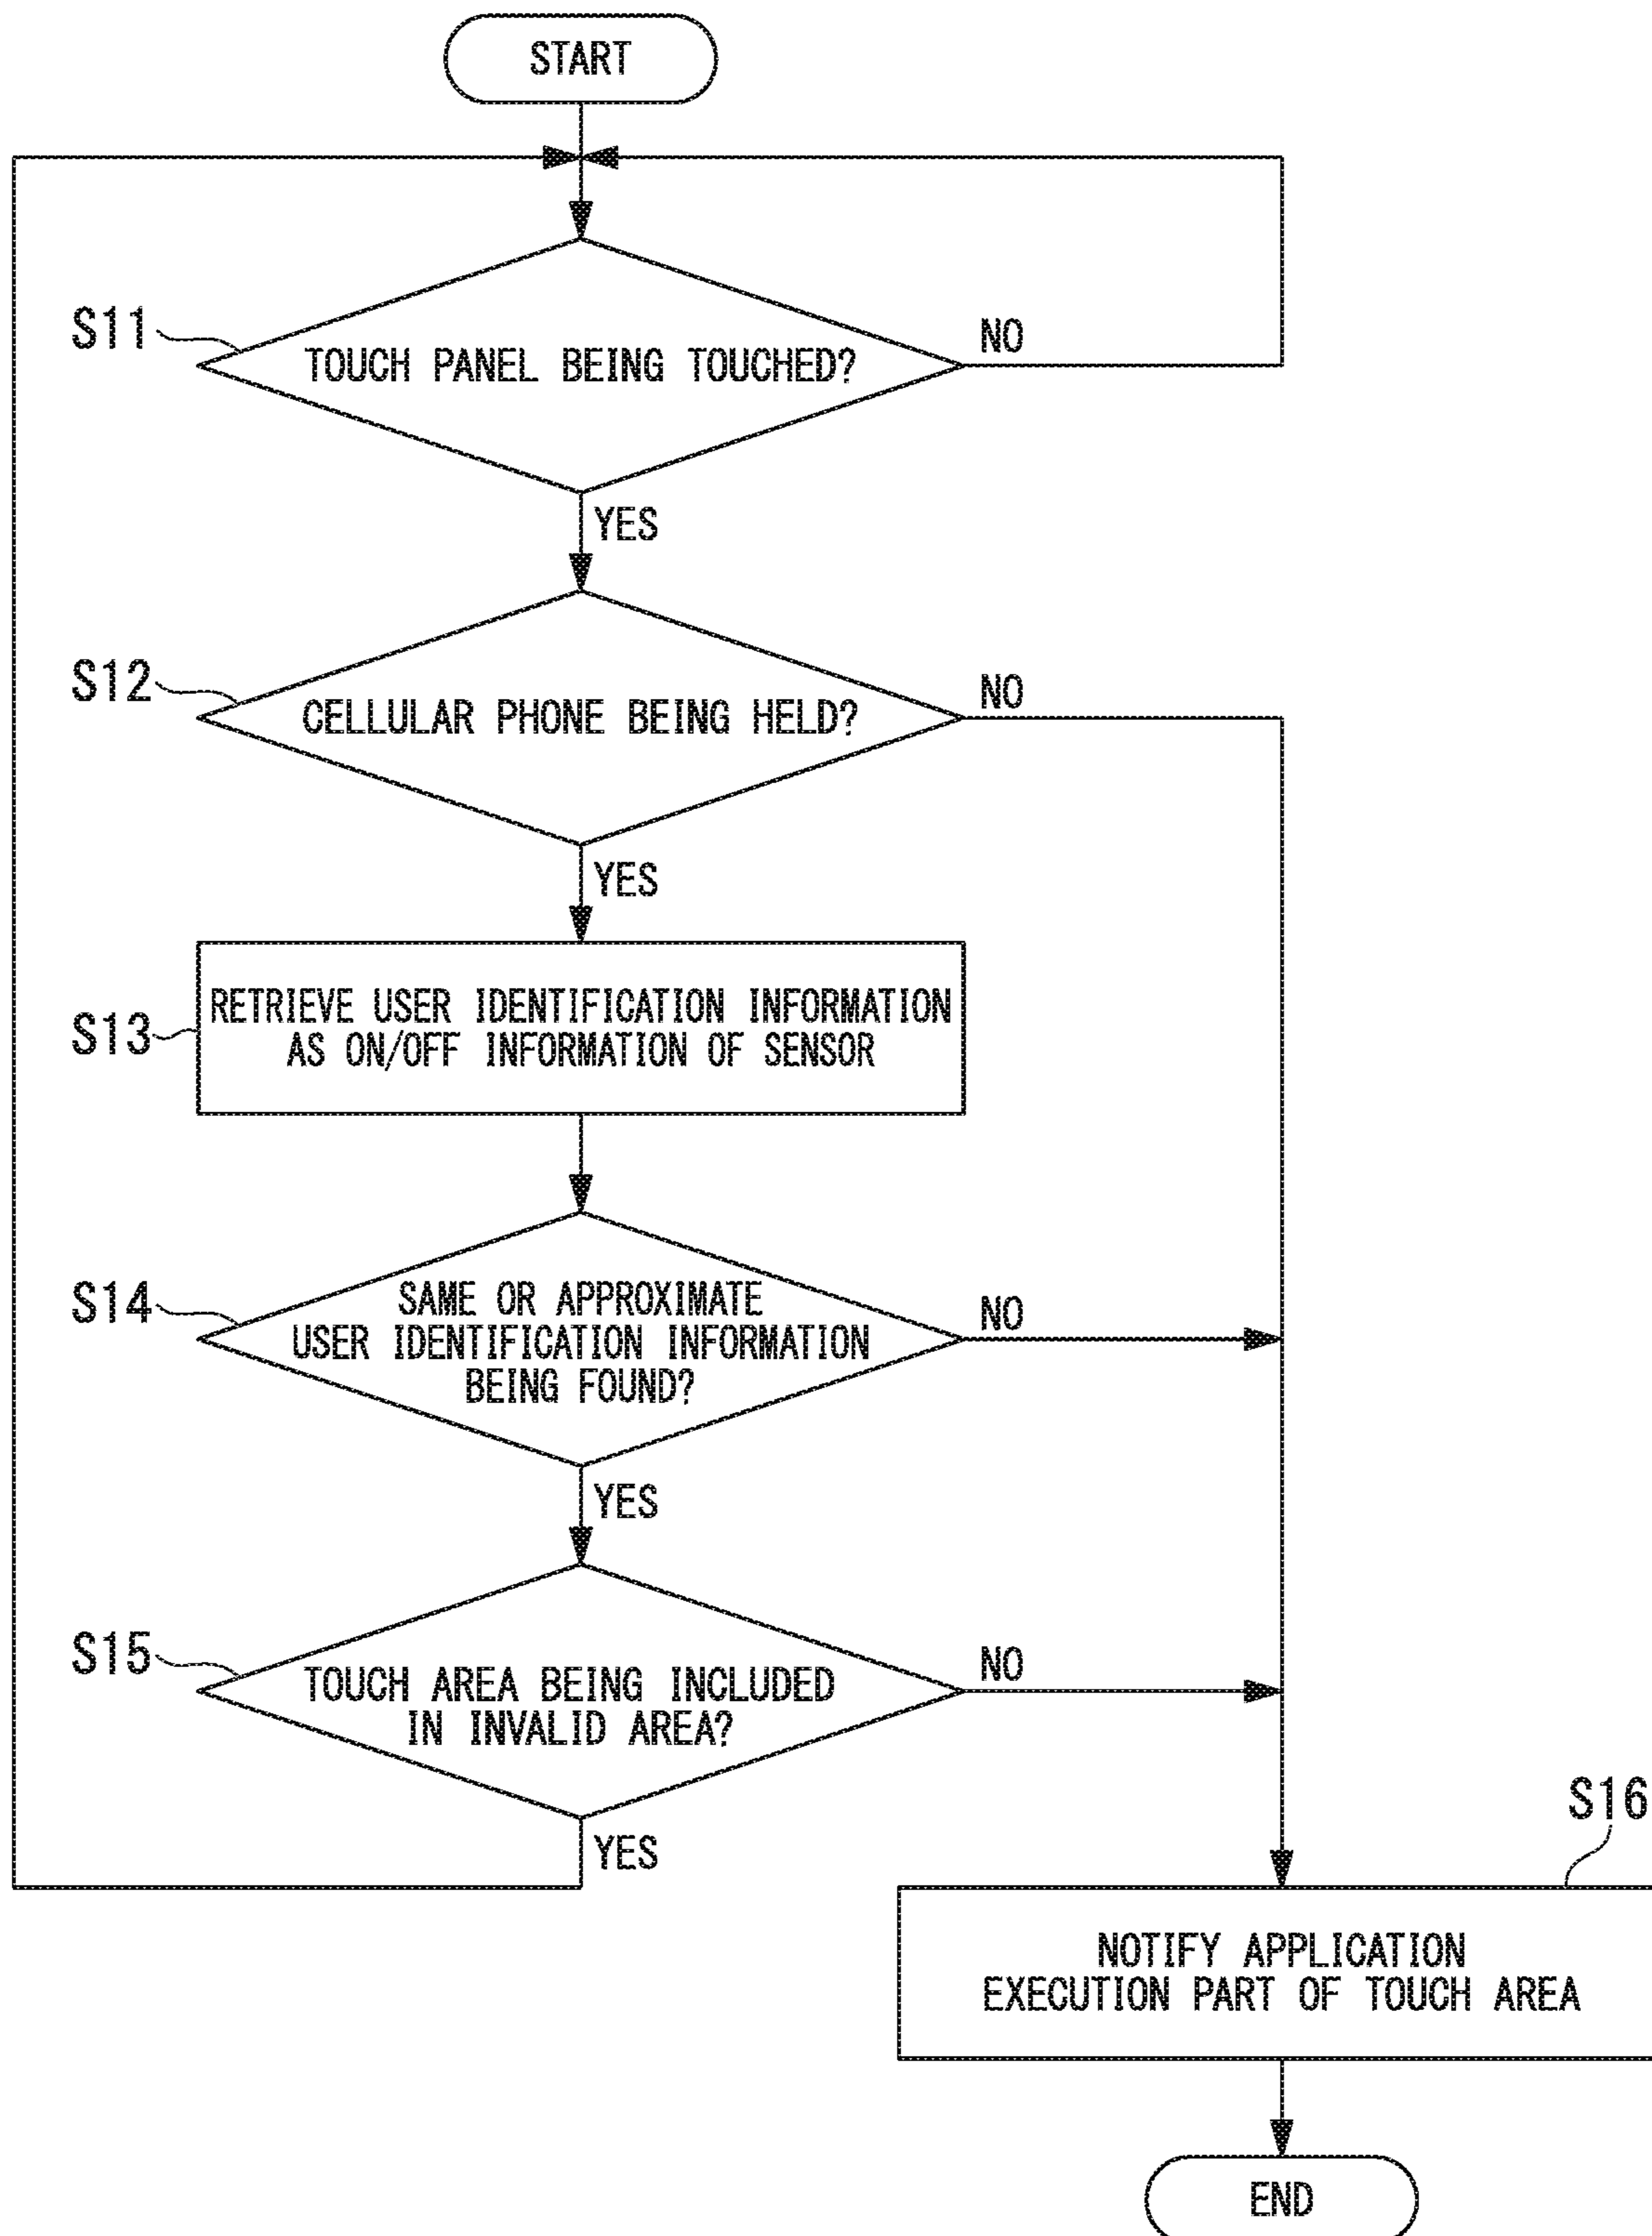 START
S11
TOUCH PANEL BEING TOUCHED?
NO
YES
S12
CELLULAR PHONE BEING HELD?
NO
YES
S13
RETRIEVE USER IDENTIFICATION INFORMATION
AS ON/OFF INFORMATION OF SENSOR
S14
SAME OR APPROXIMATE
USER IDENTIFICATION INFORMATION
BEING FOUND?
NO
YES
S15
TOUCH AREA BEING INCLUDED
IN INVALID AREA?
NO
YES
S16
NOTIFY APPLICATION
EXECUTION PART OF TOUCH AREA
END